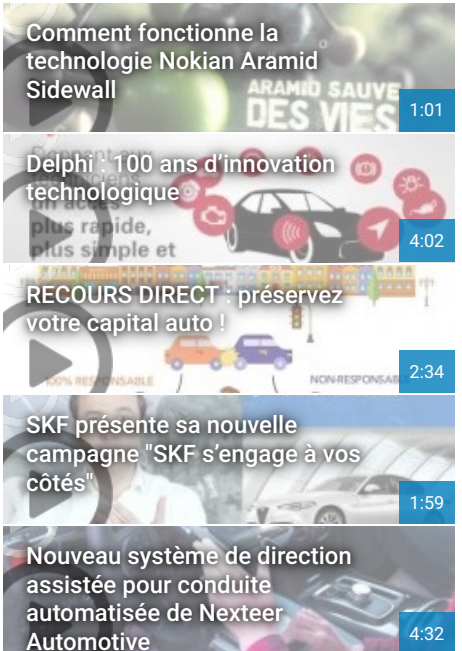 Comment fonctionne la
technologie Nokian Aramid
Sidewall
ARAMID SAUVE
DES VIES
1:01
Delphi : 100 ans d'innovation
technologique
un accès
plus rapide,
plus simple et
4:02
RECOURS DIRECT : préservez
votre capital auto !
100% RESPONSABLE
NON-RESPONSABLE
2:34
SKF présente sa nouvelle
campagne "SKF s'engage à vos
côtés"
1:59
Nouveau système de direction
assistée pour conduite
automatisée de Nexteer
Automotive
4:32